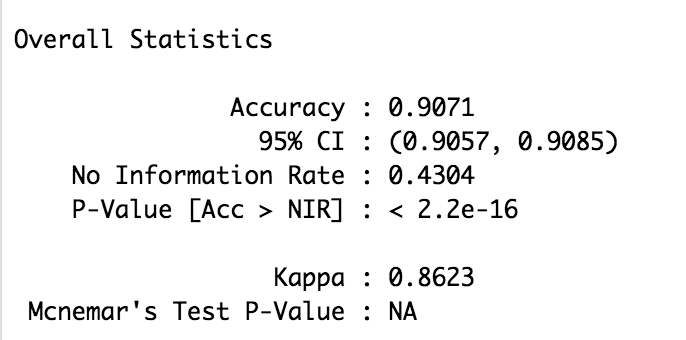 Overall Statistics
Accuracy : 0.9071
95% CI : (0.9057, 0.9085)
No Information Rate : 0.4304
P-Value [Acc > NIR] : < 2.2e-16
Kappa : 0.8623
Mcnemar's Test P-Value : NA